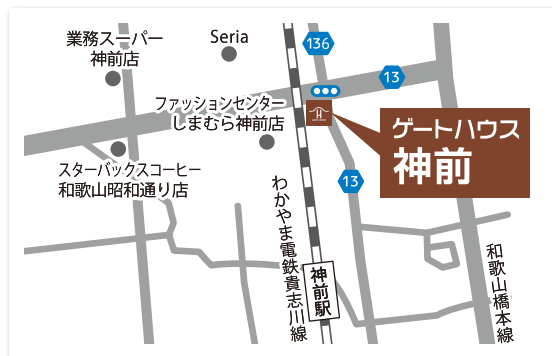 業務スーパー
神前店
Seria
136
13
ファッションセンター
しまむら神前店
ゲートハウス
神前
スターバックスコーヒー
和歌山昭和通り店
13
わかやま電鉄貴志川線
神前駅
和歌山橋本線